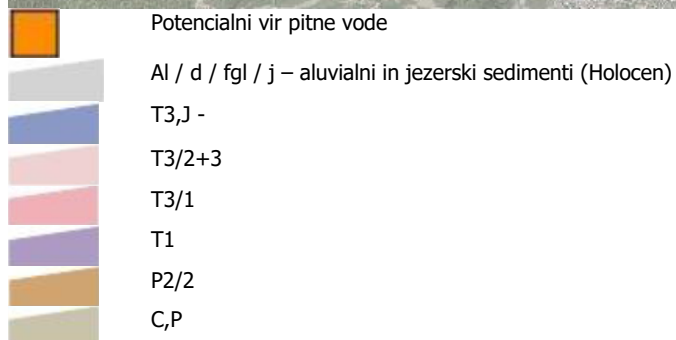 Potencialni vir pitne vode
Al / d / fgl / j – aluvialni in jezerski sedimenti (Holocen)
T3,J -
T3/2+3
T3/1
T1
P2/2
C,P